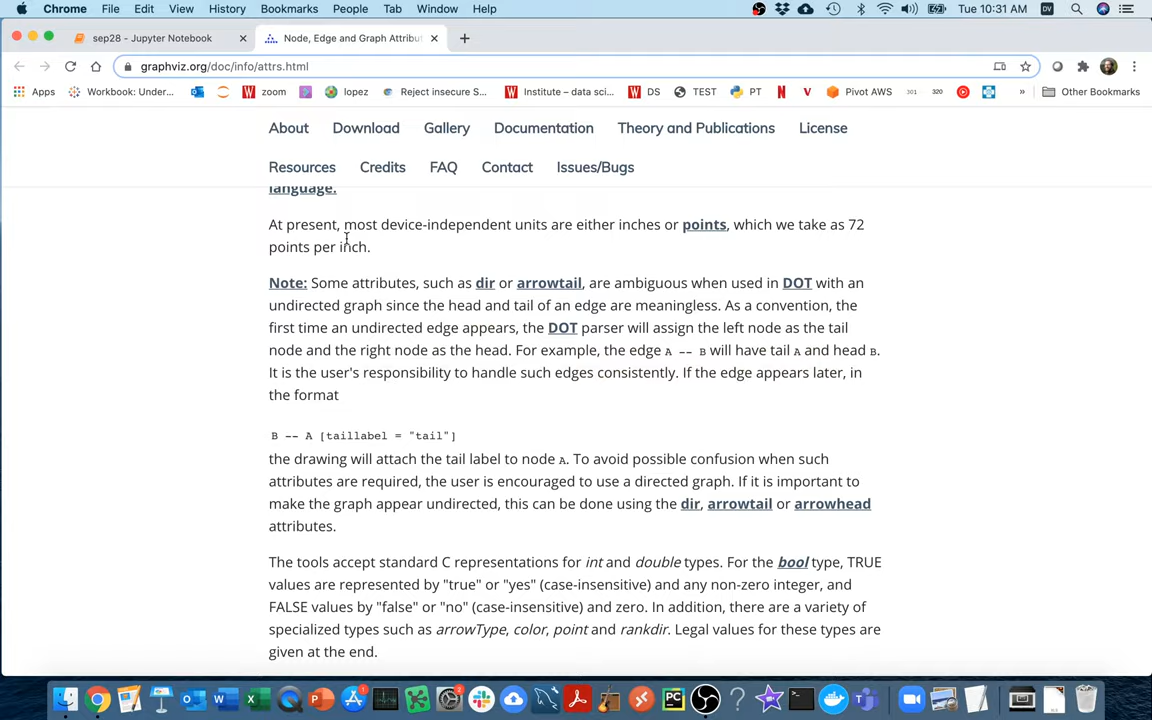 Chrome File Edit View History Bookmarks People Tab Window Help Tue 10:31 AM DV
sep28 - Jupyter Notebook Node, Edge and Graph Attribu
graphviz.org/doc/info/attrs.html
Apps Workbook: Under... zoom lopez Reject insecure S... Institute – data sci... DS TEST PT Pivot AWS 301 320 » Other Bookmarks
About Download Gallery Documentation Theory and Publications License
Resources Credits FAQ Contact Issues/Bugs
language.
At present, most device-independent units are either inches or points, which we take as 72
points per inch.
Note: Some attributes, such as dir or arrowtail, are ambiguous when used in DOT with an
undirected graph since the head and tail of an edge are meaningless. As a convention, the
first time an undirected edge appears, the DOT parser will assign the left node as the tail
node and the right node as the head. For example, the edge A -- B will have tail A and head B.
It is the user's responsibility to handle such edges consistently. If the edge appears later, in
the format
B -- A [taillabel = "tail"]
the drawing will attach the tail label to node A. To avoid possible confusion when such
attributes are required, the user is encouraged to use a directed graph. If it is important to
make the graph appear undirected, this can be done using the dir, arrowtail or arrowhead
attributes.
The tools accept standard C representations for int and double types. For the bool type, TRUE
values are represented by "true" or "yes" (case-insensitive) and any non-zero integer, and
FALSE values by "false" or "no" (case-insensitive) and zero. In addition, there are a variety of
specialized types such as arrowType, color, point and rankdir. Legal values for these types are
given at the end.